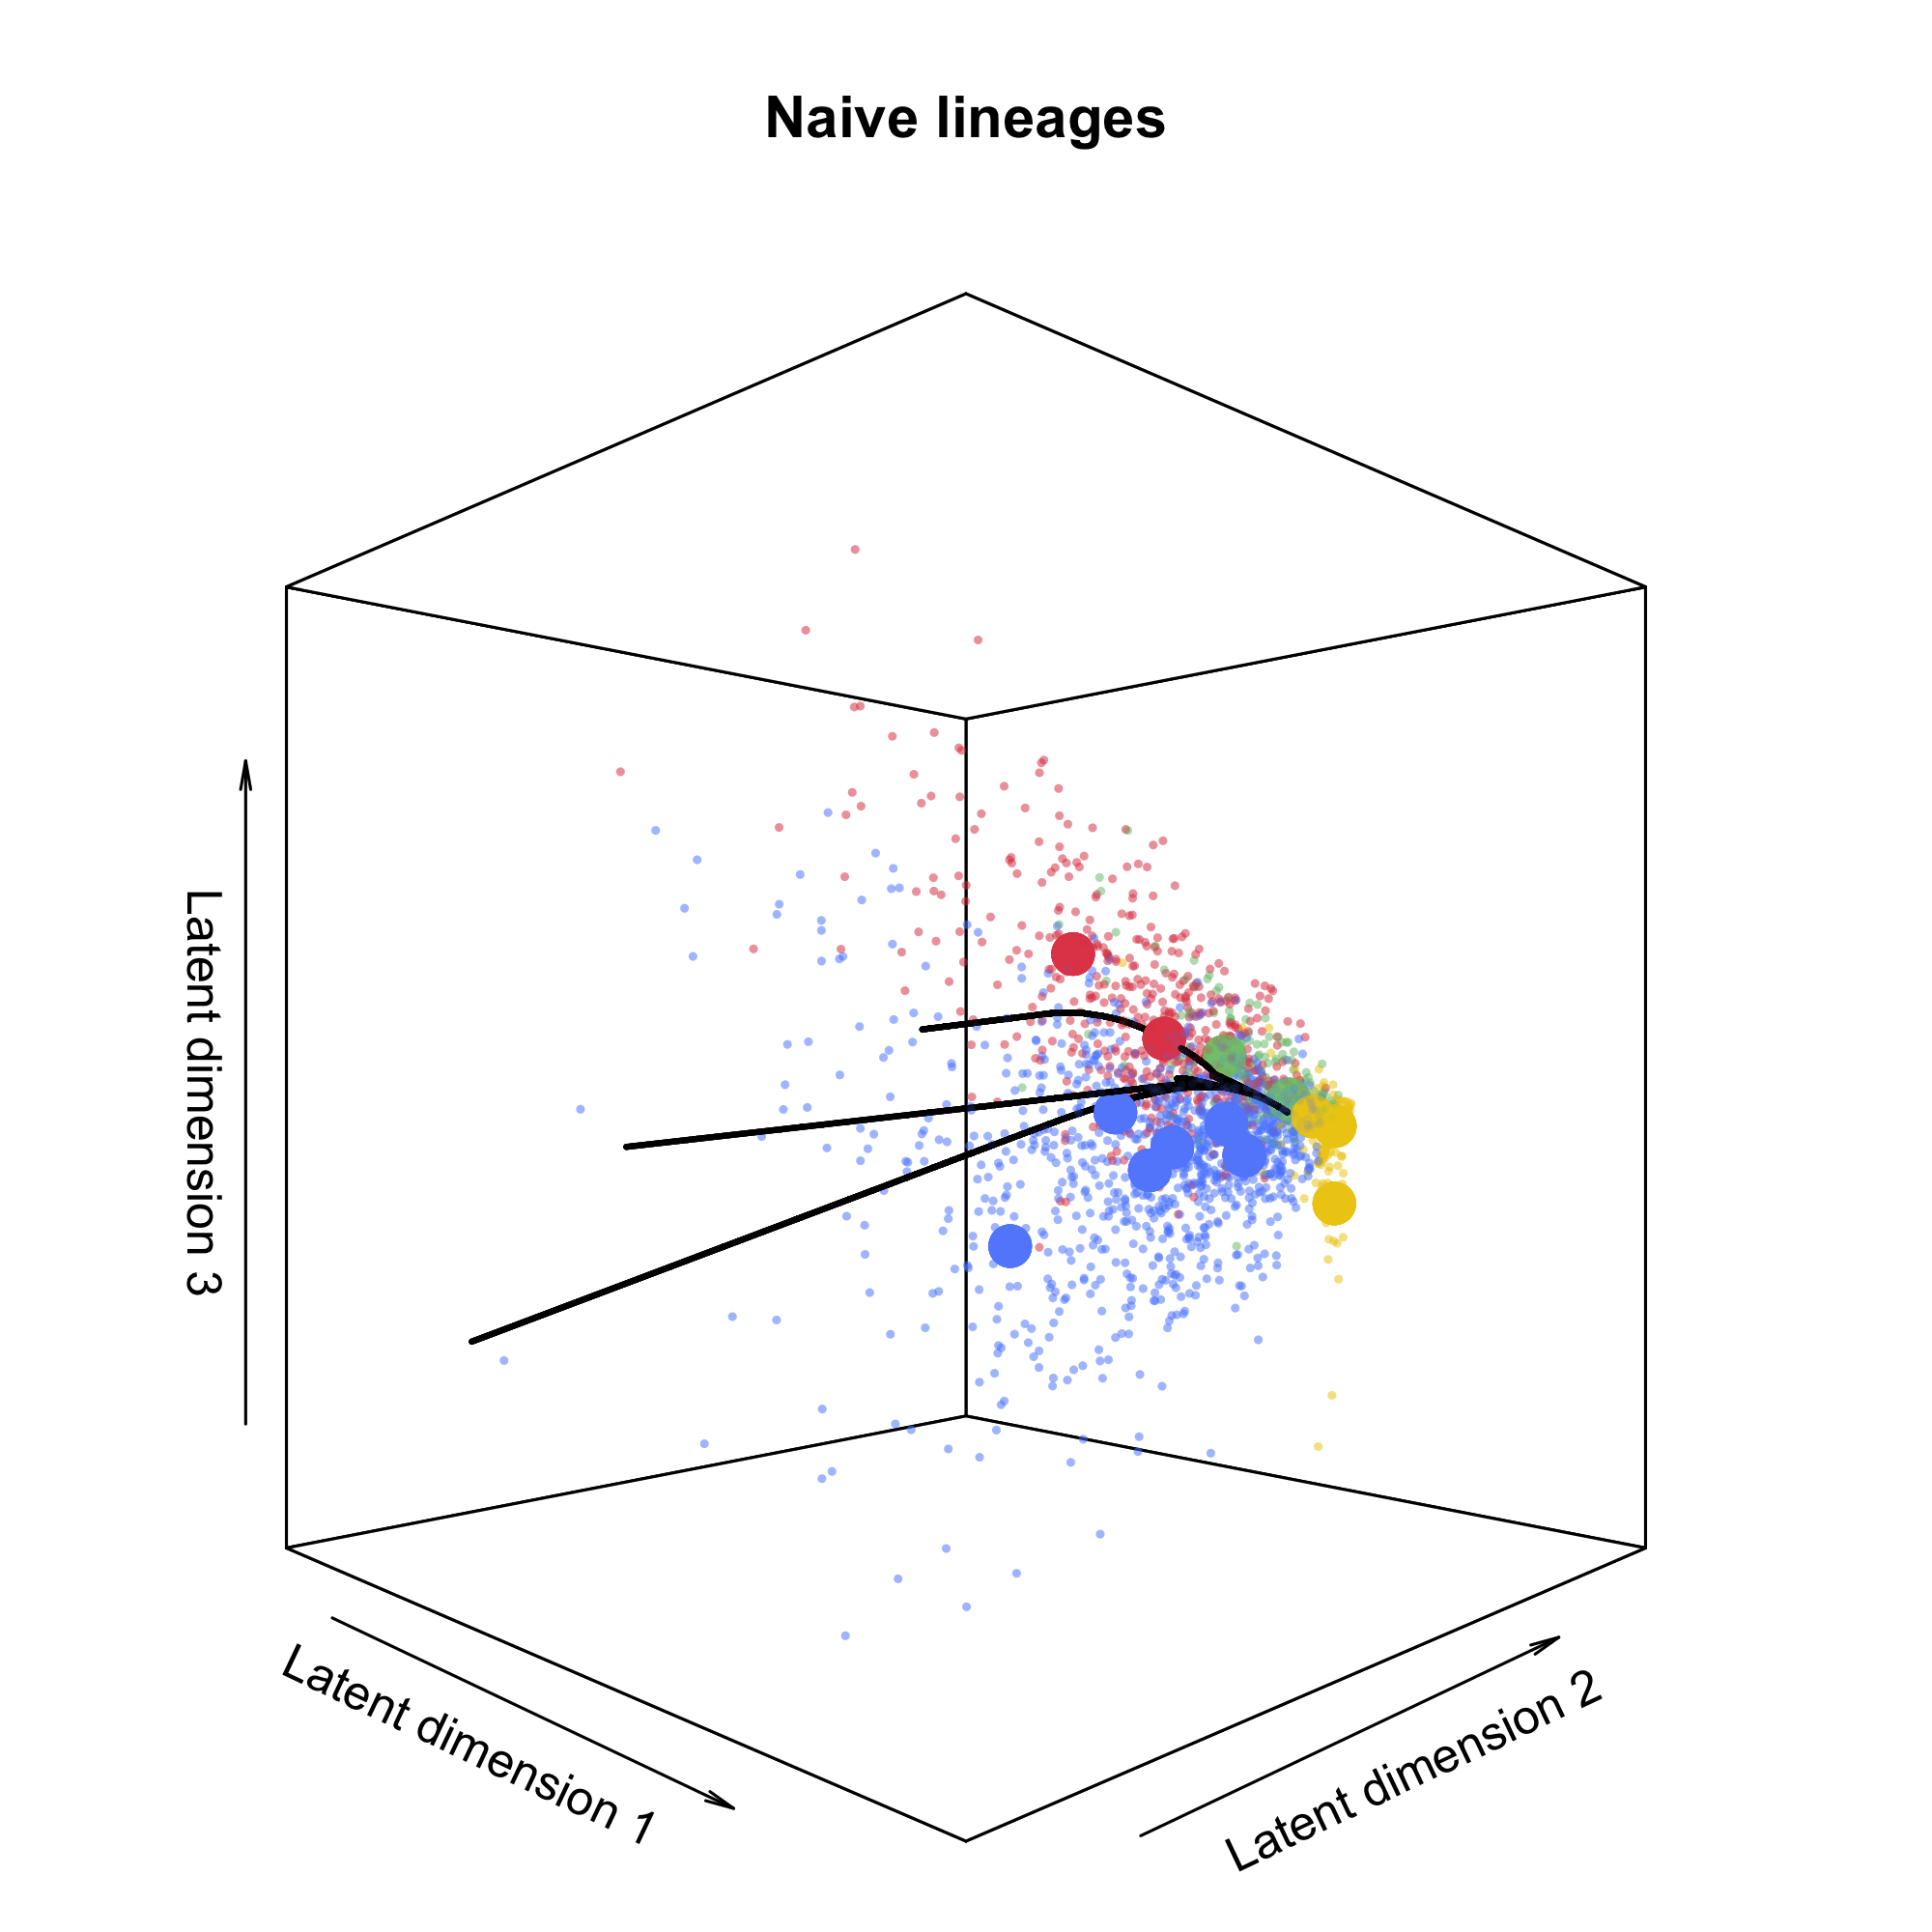 Naive lineages
Latent dimension 3
Latent dimension 1
Latent dimension 2